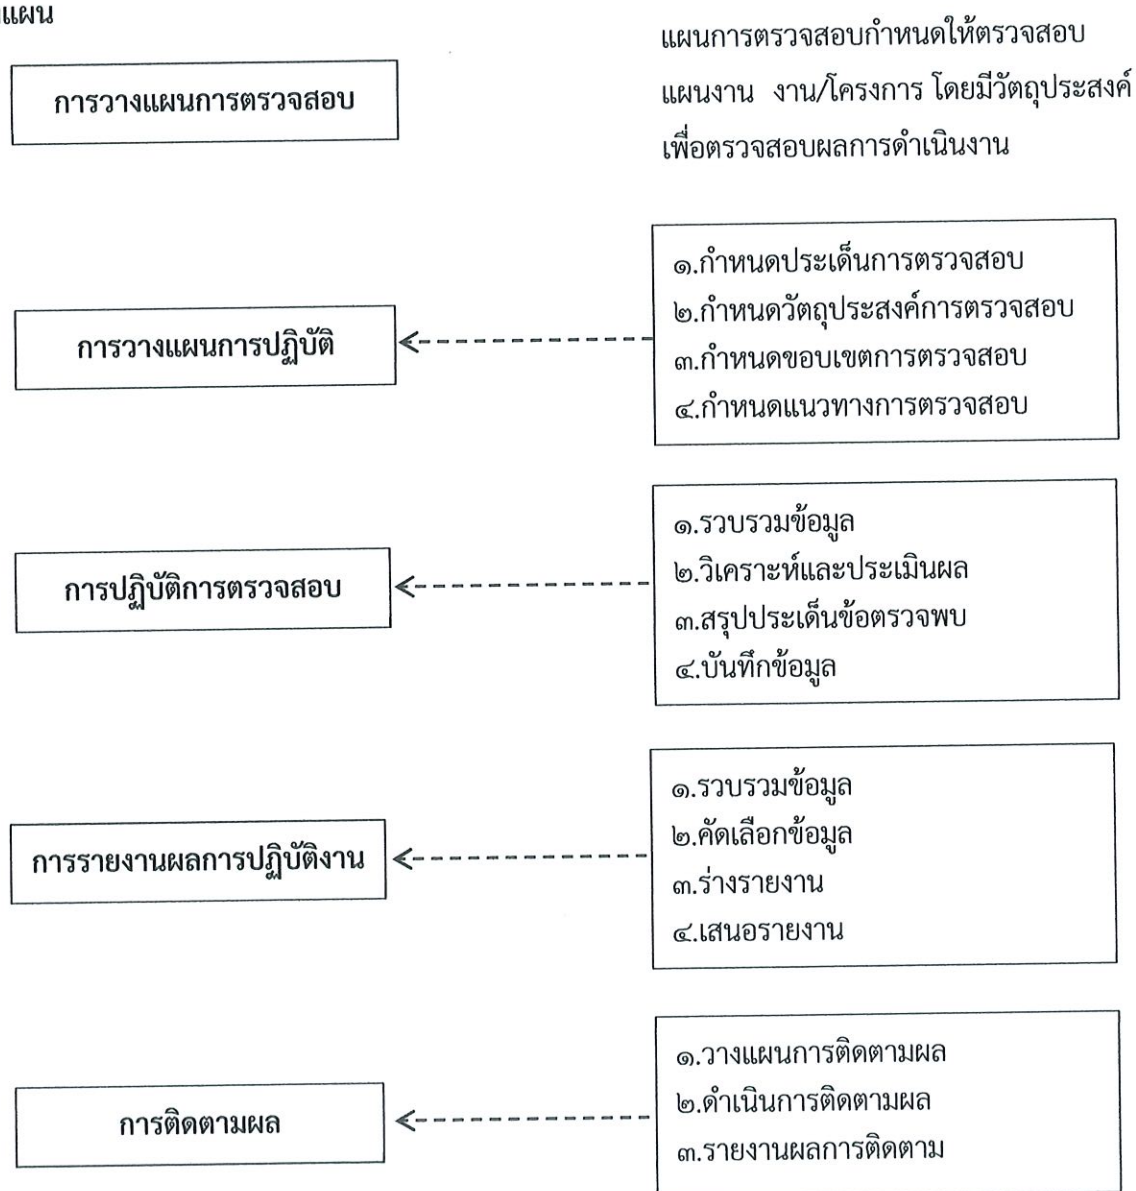 แผน
การวางแผนการตรวจสอบ
แผนการตรวจสอบกำหนดให้ตรวจสอบ
แผนงาน งาน/โครงการ โดยมีวัตถุประสงค์
เพื่อตรวจสอบผลการดำเนินงาน
การวางแผนการปฏิบัติ
๑.กำหนดประเด็นการตรวจสอบ
๒.กำหนดวัตถุประสงค์การตรวจสอบ
๓.กำหนดขอบเขตการตรวจสอบ
๔.กำหนดแนวทางการตรวจสอบ
การปฏิบัติการตรวจสอบ
๑.รวบรวมข้อมูล
๒.วิเคราะห์และประเมินผล
๓.สรุปประเด็นข้อตรวจพบ
๔.บันทึกข้อมูล
การรายงานผลการปฏิบัติงาน
๑.รวบรวมข้อมูล
๒.คัดเลือกข้อมูล
๓.ร่างรายงาน
๔.เสนอรายงาน
การติดตามผล
๑.วางแผนการติดตามผล
๒.ดำเนินการติดตามผล
๓.รายงานผลการติดตาม